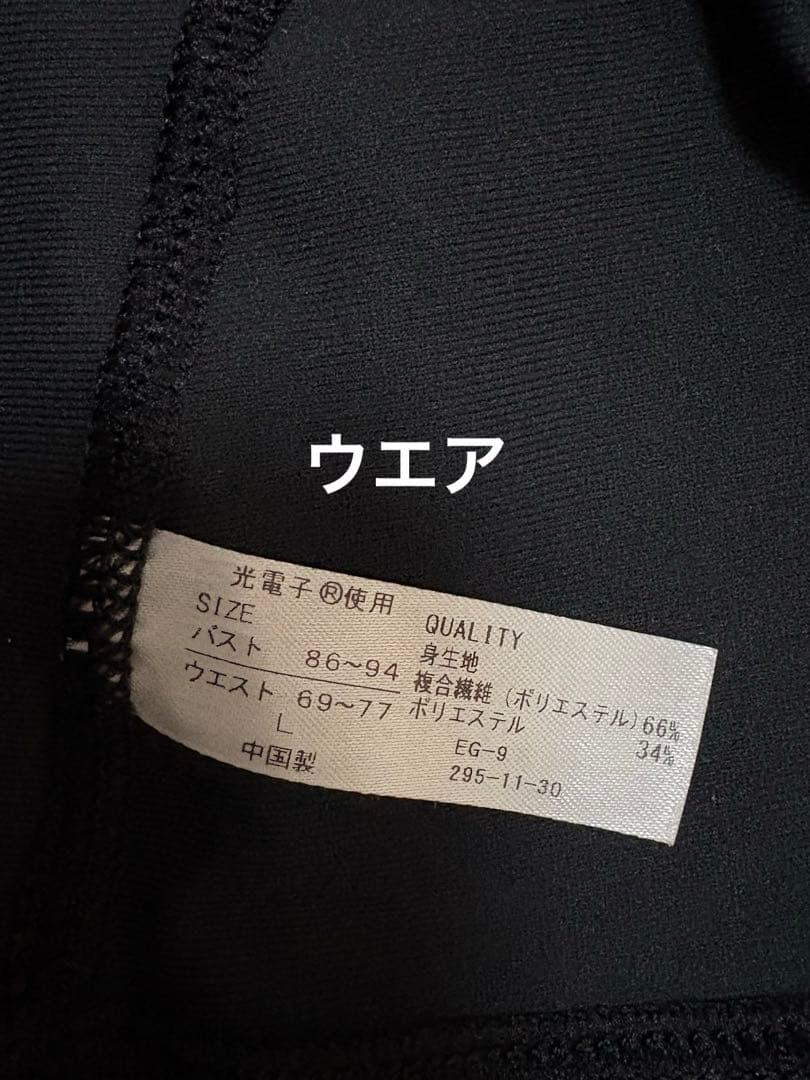 ウエア
光電子®使用
SIZE
バスト 86~94
ウエスト 69~77
L
中国製
QUALITY
身生地
複合繊維(ポリエステル)66%
ポリエステル 34%
EG-9
295-11-30